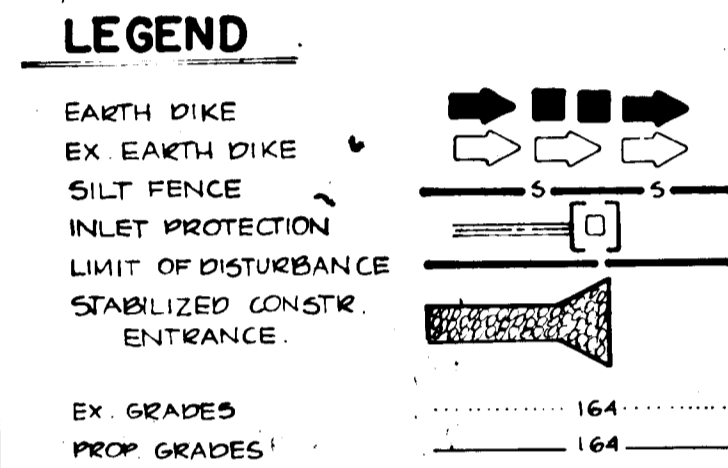 LEGEND
EARTH DIKE
EX. EARTH DIKE
SILT FENCE S S
INLET PROTECTION
LIMIT OF DISTURBANCE
STABILIZED CONSTR.
ENTRANCE.
EX. GRADES 164
PROP. GRADES 164